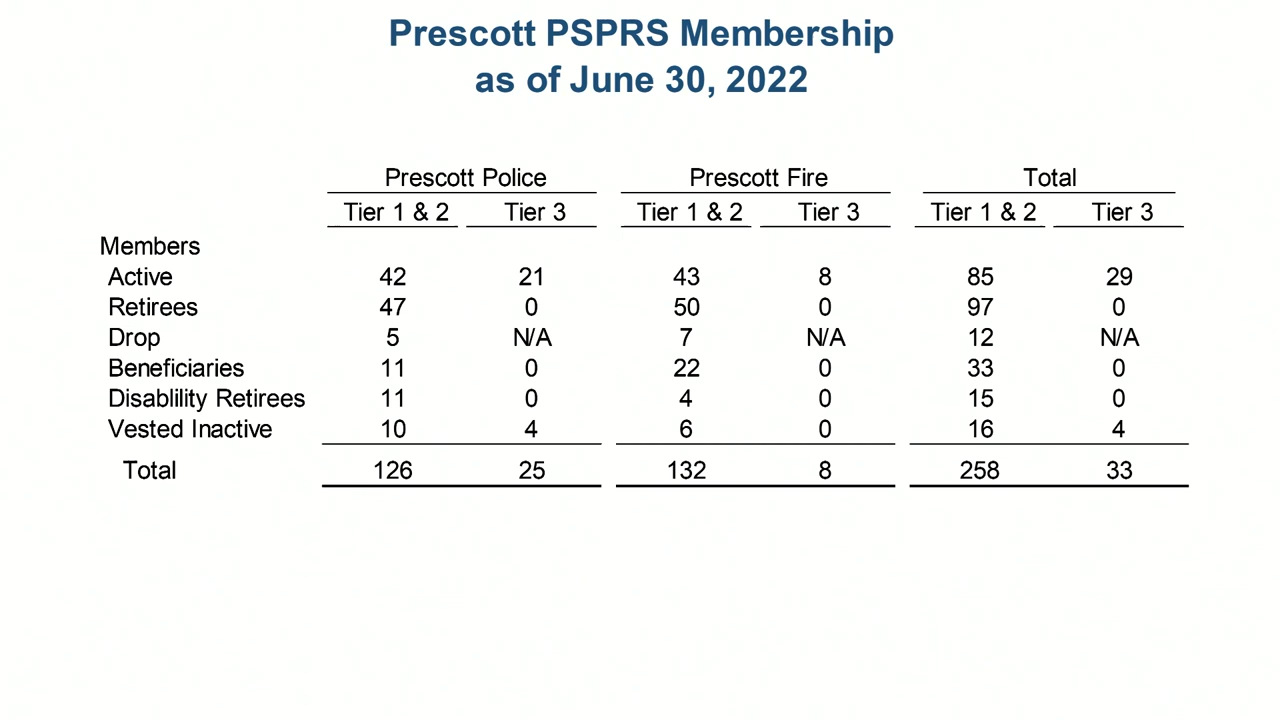 Prescott PSPRS Membership
as of June 30, 2022
Prescott Police Prescott Fire Total
Tier 1 & 2 Tier 3 Tier 1 & 2 Tier 3 Tier 1 & 2 Tier 3
Members
Active 42 21 43 8 85 29
Retirees 47 0 50 0 97 0
Drop 5 N/A 7 N/A 12 N/A
Beneficiaries 11 0 22 0 33 0
Disablility Retirees 11 0 4 0 15 0
Vested Inactive 10 4 6 0 16 4
Total 126 25 132 8 258 33